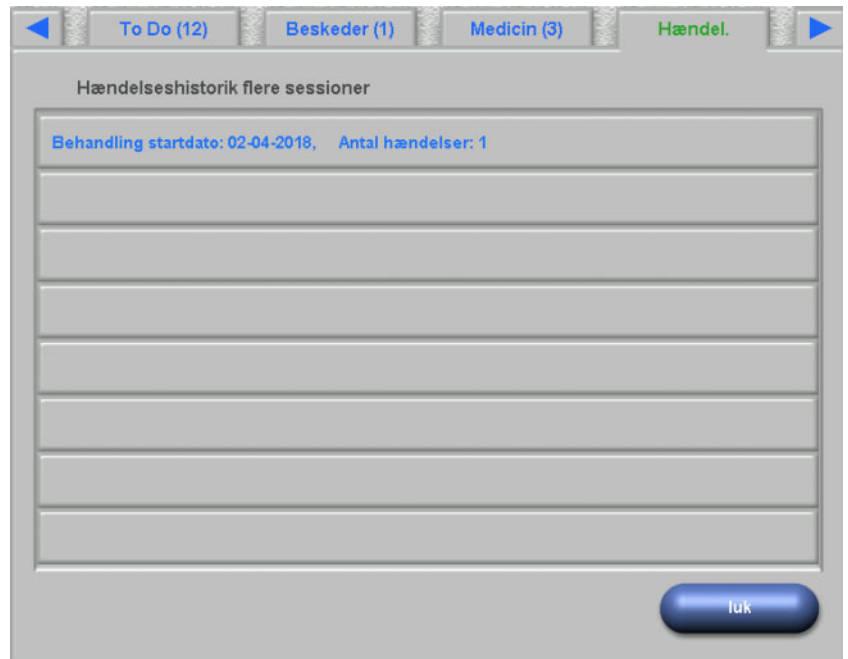 To Do (12) Beskeder (1) Medicin (3) Hændel.
Hændelseshistorik flere sessioner
Behandling startdato: 02-04-2018, Antal hændelser: 1
luk